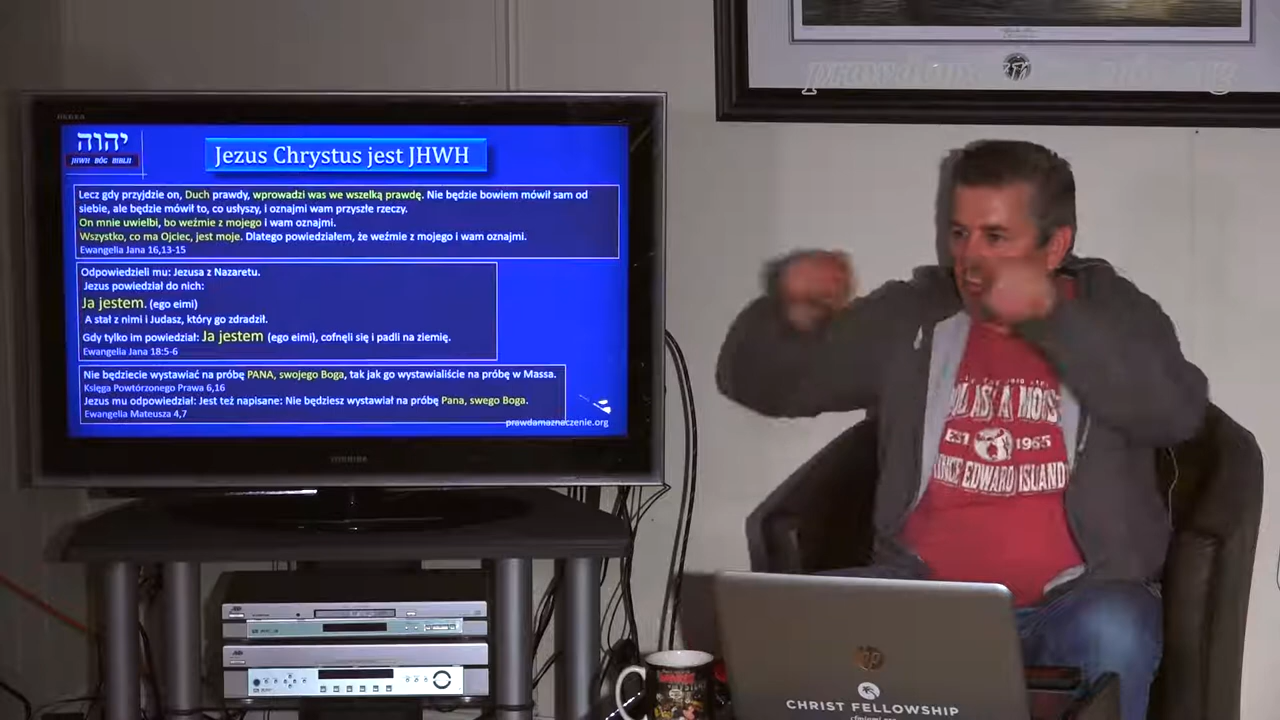 יהוה
JHWH BÓG BIBLII
Jezus Chrystus jest JHWH
Lecz gdy przyjdzie on, Duch prawdy, wprowadzi was we wszelką prawdę. Nie będzie bowiem mówił sam od
siebie, ale będzie mówił to, co usłyszy, i oznajmi wam przyszłe rzeczy.
On mnie uwielbi, bo weźmie z mojego i wam oznajmi.
Wszystko, co ma Ojciec, jest moje. Dlatego powiedziałem, że weźmie z mojego i wam oznajmi.
Ewangelia Jana 16,13-15
Odpowiedzieli mu: Jezusa z Nazaretu.
Jezus powiedział do nich:
Ja jestem. (ego eimi)
A stał z nimi i Judasz, który go zdradził.
Gdy tylko im powiedział: Ja jestem (ego eimi), cofnęli się i padli na ziemię.
Ewangelia Jana 18:5-6
Nie będziecie wystawiać na próbę PANA, swojego Boga, tak jak go wystawialiście na próbę w Massa.
Księga Powtórzonego Prawa 6,16
Jezus mu odpowiedział: Jest też napisane: Nie będziesz wystawiał na próbę Pana, swego Boga.
Ewangelia Mateusza 4,7
prawdamaznaczenie.org
TOSHIBA
EST 1965
EDWARD ISLAND
hp
CHRIST FELLOWSHIP